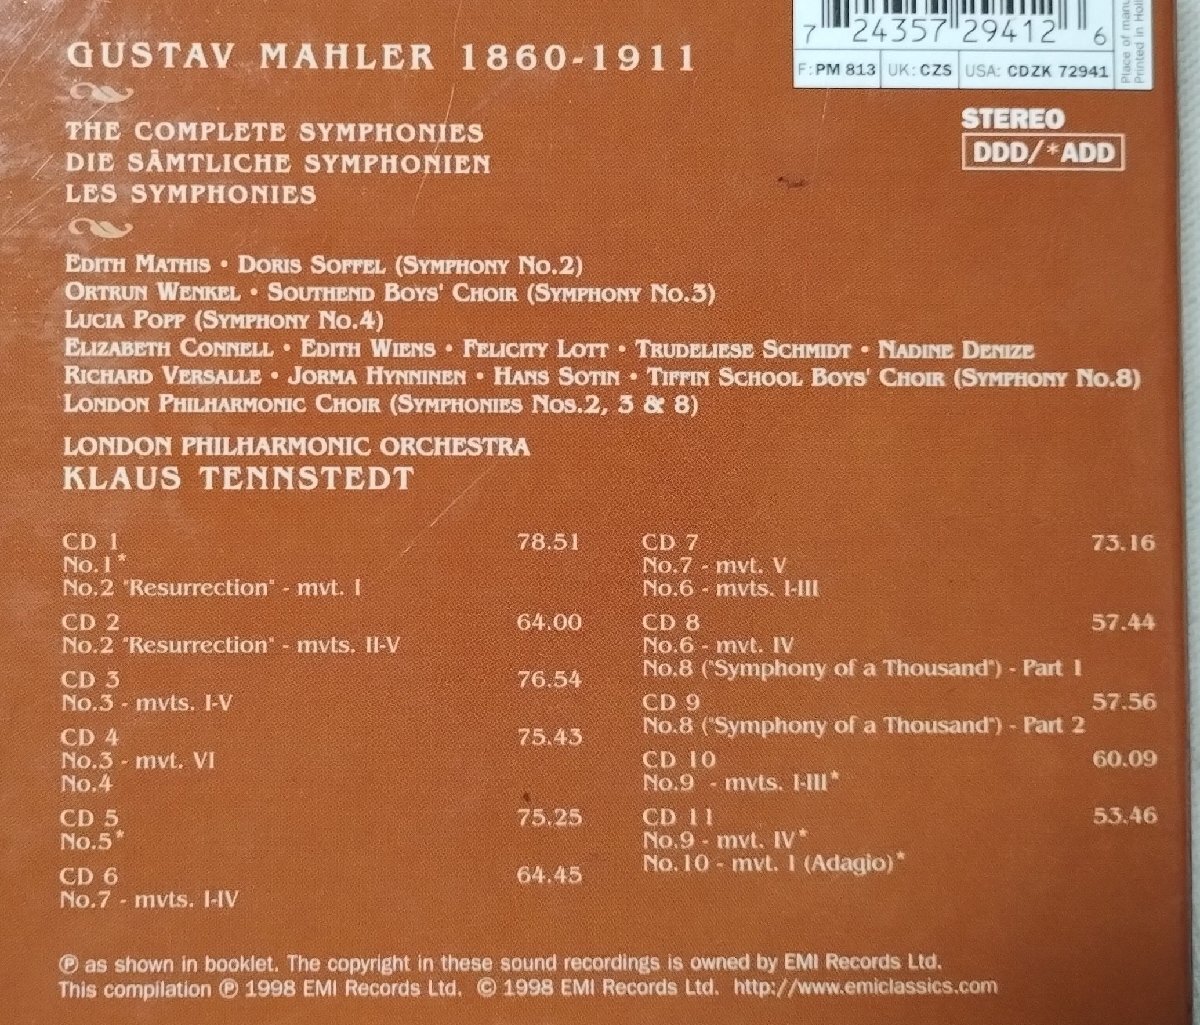 GUSTAV MAHLER 1860-1911
7 24357 29412 6
F: PM 813 UK: CZS USA: CDZK 72941
Place of manu
Printed in Holl
THE COMPLETE SYMPHONIES
DIE SÄMTLICHE SYMPHONIEN
LES SYMPHONIES
STEREO
DDD/*ADD
EDITH MATHIS • DORIS SOFFEL (SYMPHONY NO.2)
ORTRUN WENKEL • SOUTHEND BOYS' CHOIR (SYMPHONY NO.3)
LUCIA POPP (SYMPHONY NO.4)
ELIZABETH CONNELL • EDITH WIENS • FELICITY LOTT • TRUDELIESE SCHMIDT • NADINE DENIZE
RICHARD VERSALLE • JORMA HYNNINEN • HANS SOTIN • TIFFIN SCHOOL BOYS' CHOIR (SYMPHONY NO.8)
LONDON PHILHARMONIC CHOIR (SYMPHONIES NOS.2, 3 & 8)
LONDON PHILHARMONIC ORCHESTRA
KLAUS TENNSTEDT
CD 1 78.51
No.1*
No.2 "Resurrection" - mvt. I
CD 2 64.00
No.2 "Resurrection" - mvts. II-V
CD 3 76.54
No.3 - mvts. I-V
CD 4 75.43
No.3 - mvt. VI
No.4
CD 5 75.25
No.5*
CD 6 64.45
No.7 - mvts. I-IV
CD 7 73.16
No.7 - mvt. V
No.6 - mvts. I-III
CD 8 57.44
No.6 - mvt. IV
No.8 ("Symphony of a Thousand") - Part 1
CD 9 57.56
No.8 ("Symphony of a Thousand") - Part 2
CD 10 60.09
No.9 - mvts. I-III*
CD 11 53.46
No.9 - mvt. IV*
No.10 - mvt. I (Adagio)*
℗ as shown in booklet. The copyright in these sound recordings is owned by EMI Records Ltd.
This compilation ℗ 1998 EMI Records Ltd. © 1998 EMI Records Ltd. http://www.emiclassics.com